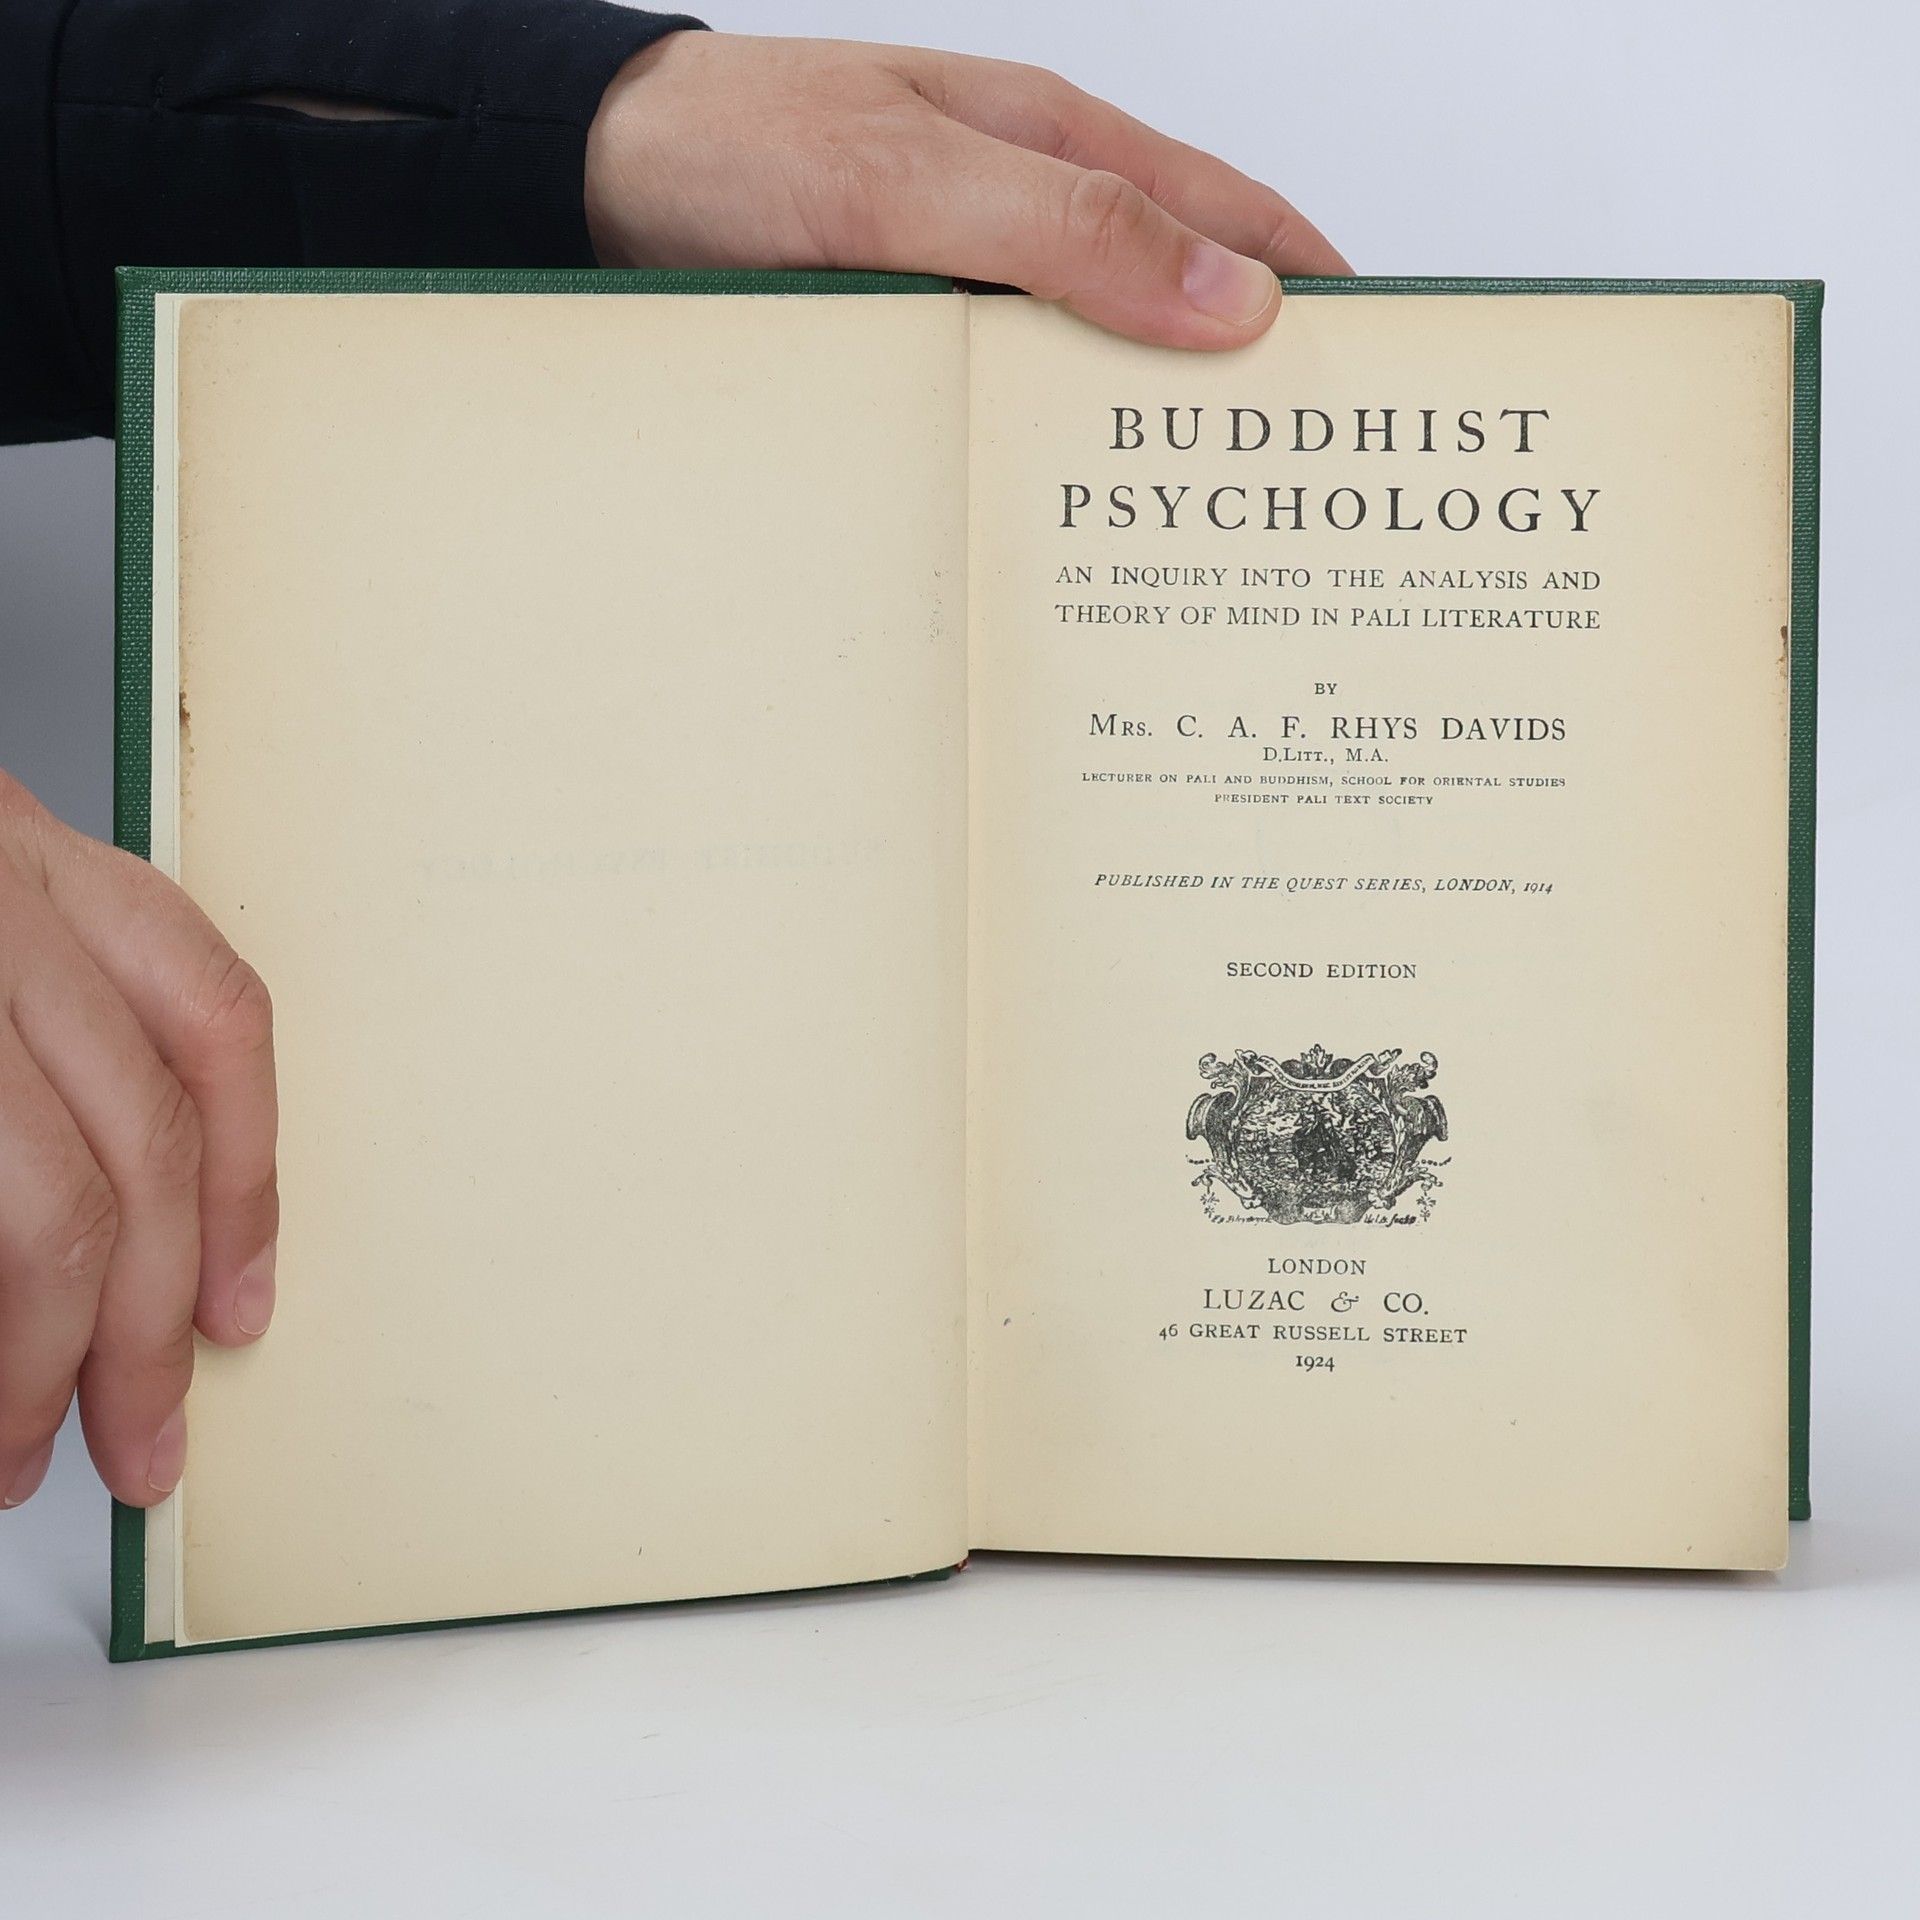 BUDDHIST
PSYCHOLOGY
AN INQUIRY INTO THE ANALYSIS AND
THEORY OF MIND IN PALI LITERATURE
BY
MRS. C. A. F. RHYS DAVIDS
D.LITT., M.A.
LECTURER ON PALI AND BUDDHISM, SCHOOL FOR ORIENTAL STUDIES
PRESIDENT PALI TEXT SOCIETY
PUBLISHED IN THE QUEST SERIES, LONDON, 1914
SECOND EDITION
LONDON
LUZAC & CO.
46 GREAT RUSSELL STREET
1924